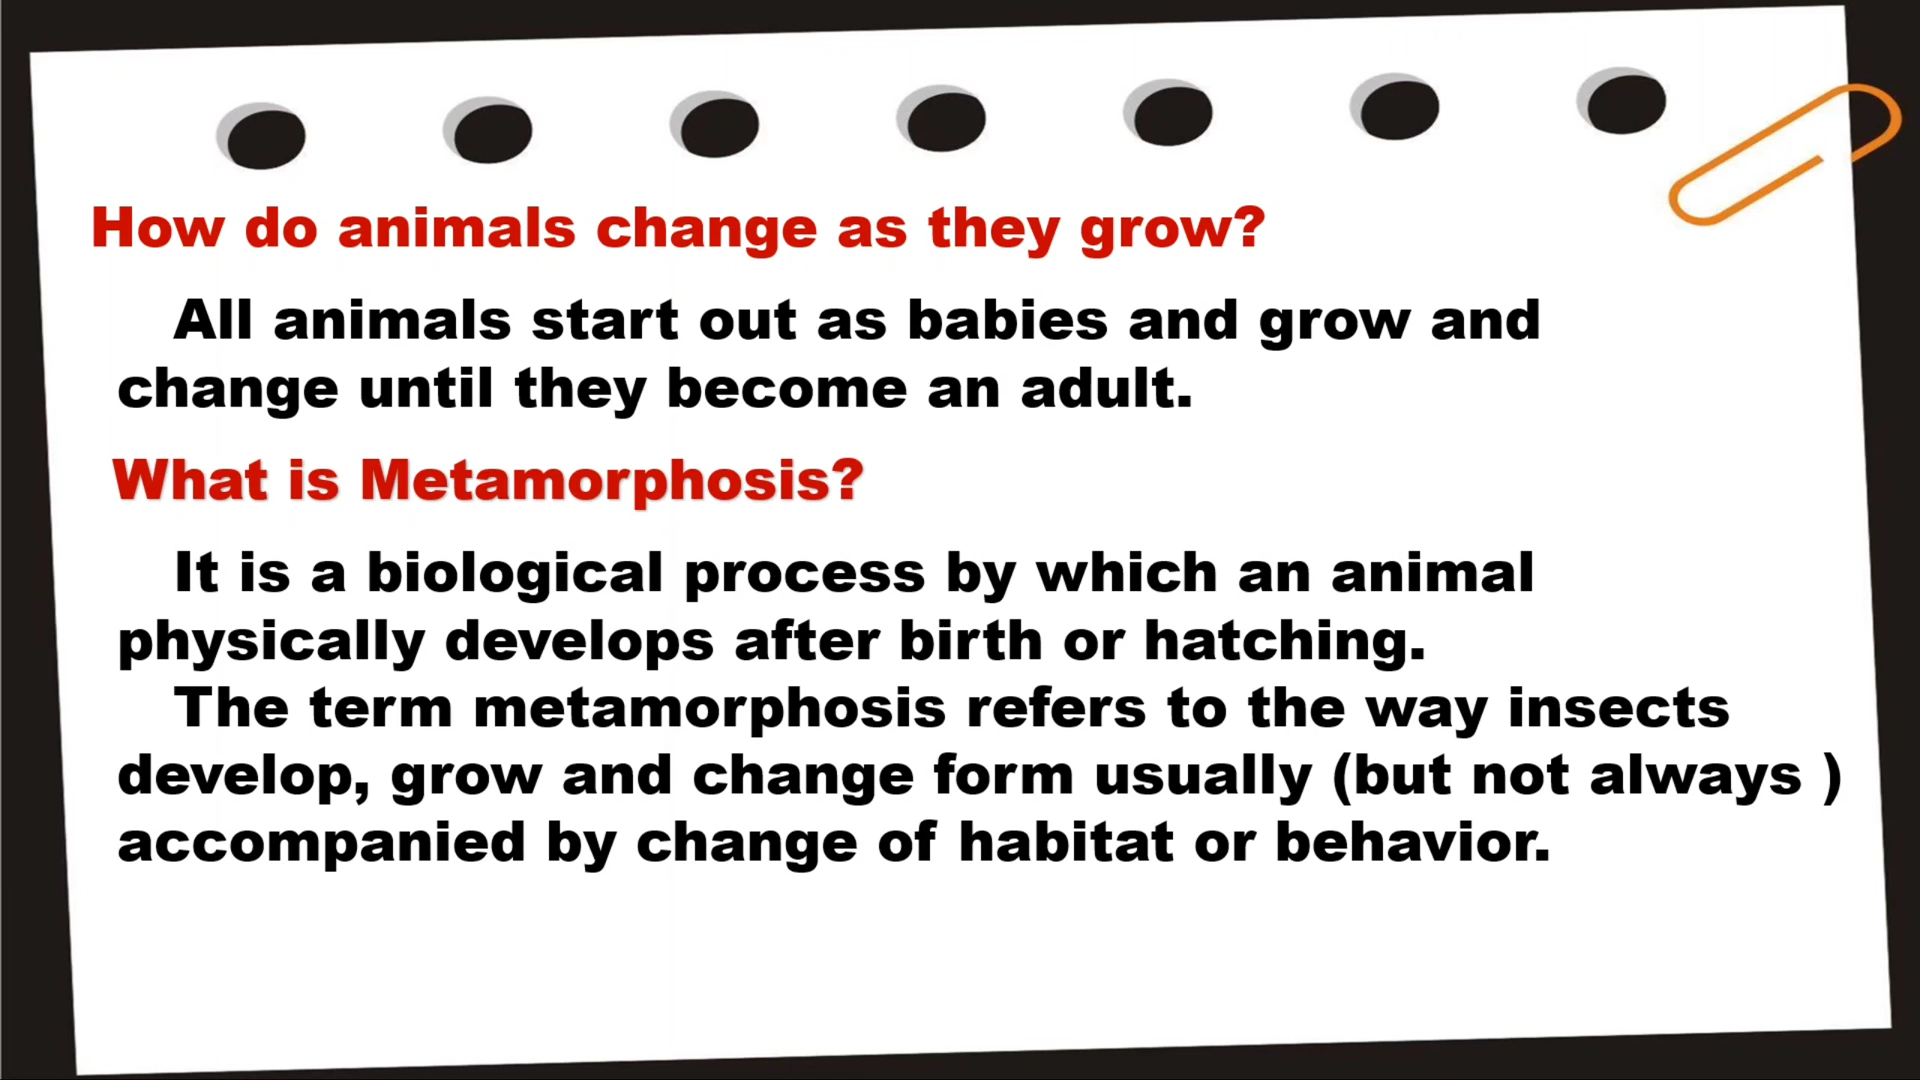 How do animals change as they grow?
All animals start out as babies and grow and
change until they become an adult.
What is Metamorphosis?
It is a biological process by which an animal
physically develops after birth or hatching.
The term metamorphosis refers to the way insects
develop, grow and change form usually (but not always )
accompanied by change of habitat or behavior.